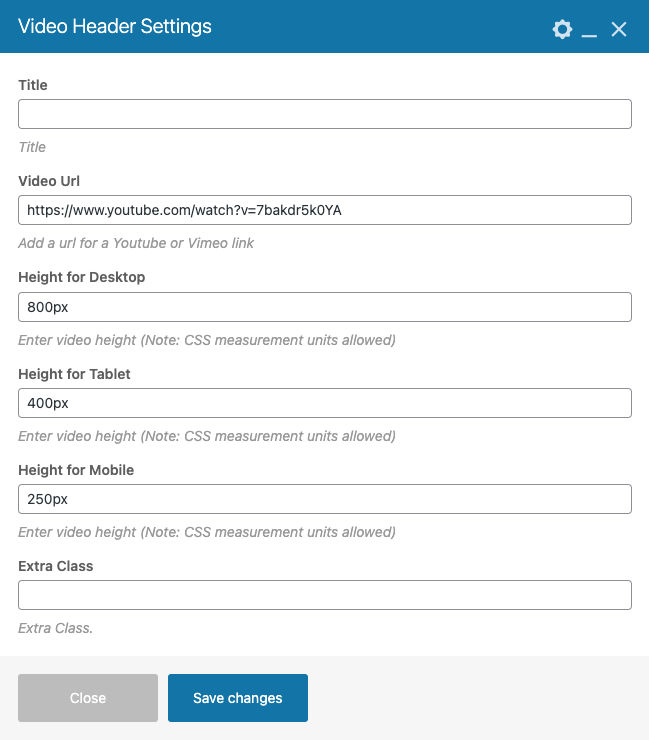 Video Header Settings
Title
Title
Video Url
https://www.youtube.com/watch?v=7bakdr5k0YA
Add a url for a Youtube or Vimeo link
Height for Desktop
800px
Enter video height (Note: CSS measurement units allowed)
Height for Tablet
400px
Enter video height (Note: CSS measurement units allowed)
Height for Mobile
250px
Enter video height (Note: CSS measurement units allowed)
Extra Class
Extra Class.
Close Save changes